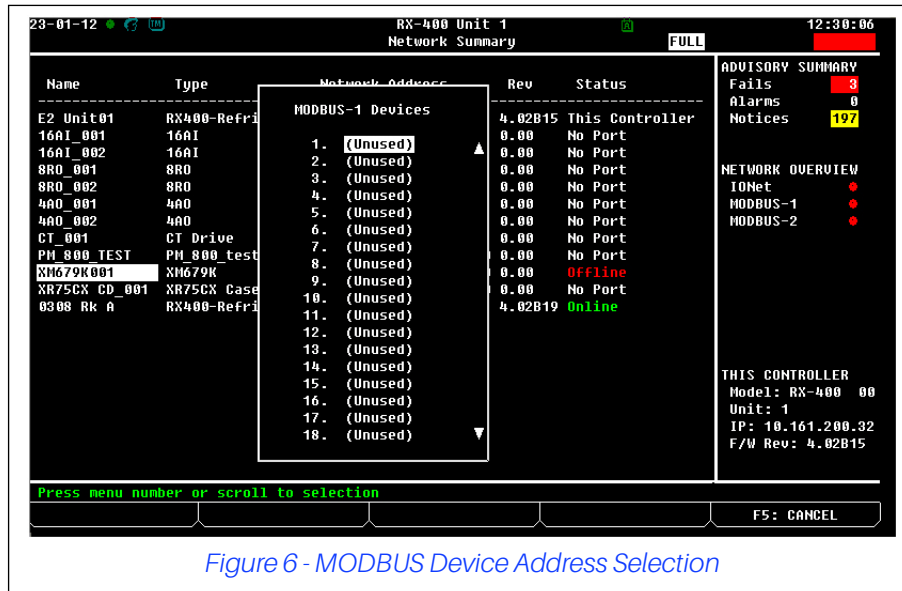 23-01-12 RX-400 Unit 1 12:30:06
Network Summary FULL
Name Type Network Address Rev Status
E2 Unit01 RX400-Refri 4.02B15 This Controller
16AI_001 16AI 0.00 No Port
16AI_002 16AI 0.00 No Port
8RO_001 8RO 0.00 No Port
8RO_002 8RO 0.00 No Port
4AO_001 4AO 0.00 No Port
4AO_002 4AO 0.00 No Port
CT_001 CT Drive 0.00 No Port
PM_800_TEST PM_800_test 0.00 No Port
XM679K001 XM679K 0.00 Offline
XR75CX CD_001 XR75CX Case 0.00 No Port
0308 Rk A RX400-Refri 4.02B19 Online
MODBUS-1 Devices
1. (Unused)
2. (Unused)
3. (Unused)
4. (Unused)
5. (Unused)
6. (Unused)
7. (Unused)
8. (Unused)
9. (Unused)
10. (Unused)
11. (Unused)
12. (Unused)
13. (Unused)
14. (Unused)
15. (Unused)
16. (Unused)
17. (Unused)
18. (Unused)
ADVISORY SUMMARY
Fails 3
Alarms 0
Notices 197
NETWORK OVERVIEW
IONet
MODBUS-1
MODBUS-2
THIS CONTROLLER
Model: RX-400 00
Unit: 1
IP: 10.161.200.32
F/W Rev: 4.02B15
Press menu number or scroll to selection
F5: CANCEL
Figure 6 - MODBUS Device Address Selection